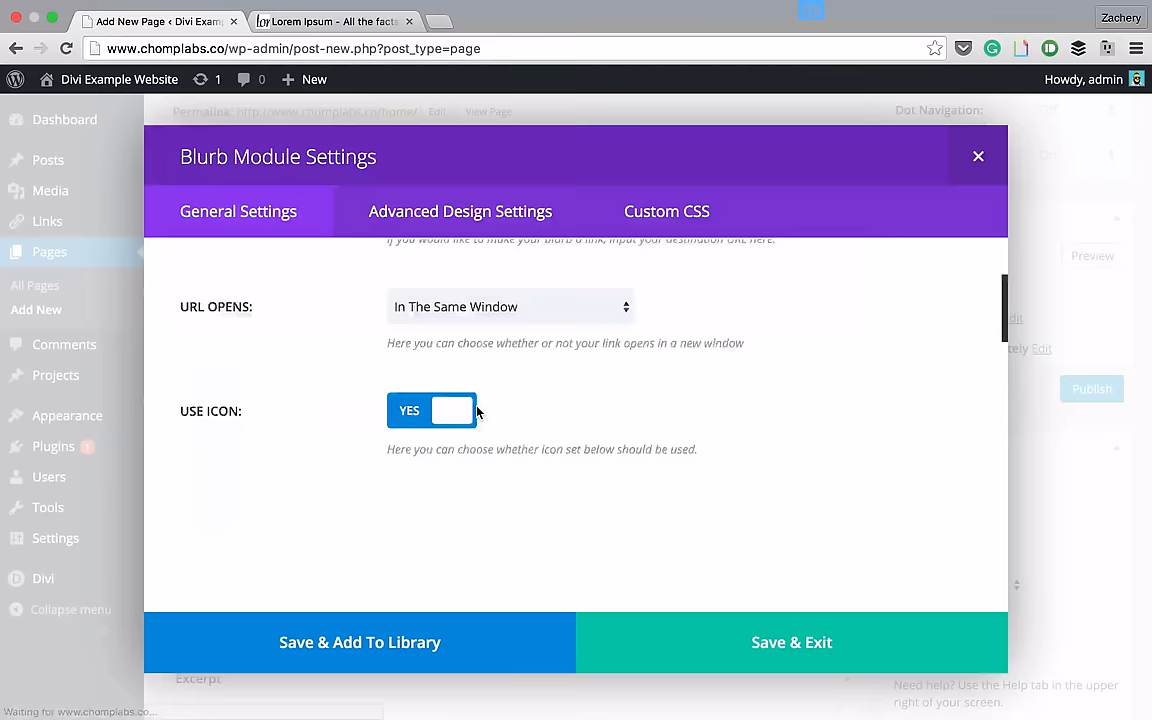 Add New Page ‹ Divi Exam
Lorem Ipsum - All the facts
Zachery
www.chomplabs.co/wp-admin/post-new.php?post_type=page
Divi Example Website
1
0
New
Howdy, admin
Permalink: http://www.chomplabs.co/home/
Edit
View Page
Dot Navigation:
Off
Dashboard
Posts
Media
Links
Pages
All Pages
Add New
Comments
Projects
Appearance
Plugins 1
Users
Tools
Settings
Divi
Collapse menu
Blurb Module Settings
General Settings
Advanced Design Settings
Custom CSS
If you would like to make your blurb a link, input your destination URL here.
URL OPENS:
In The Same Window
Here you can choose whether or not your link opens in a new window
USE ICON:
YES
Here you can choose whether icon set below should be used.
Save & Add To Library
Save & Exit
Preview
Edit
tely Edit
Publish
Excerpt
Need help? Use the Help tab in the upper
right of your screen.
Waiting for www.chomplabs.co...